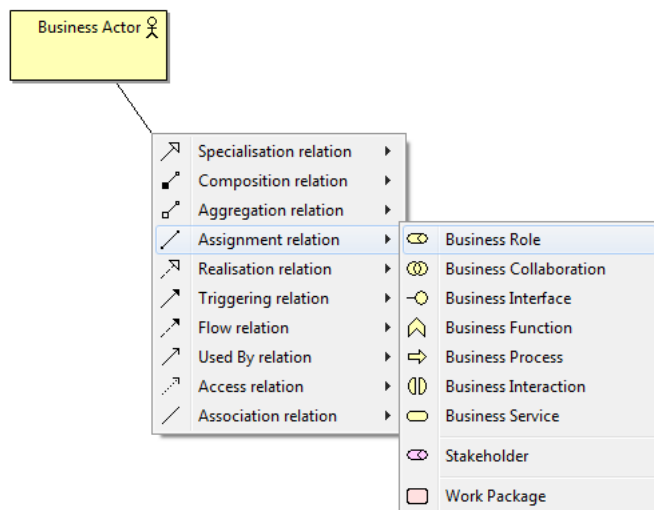 Business Actor
Specialisation relation
Composition relation
Aggregation relation
Assignment relation
Realisation relation
Triggering relation
Flow relation
Used By relation
Access relation
Association relation
Business Role
Business Collaboration
Business Interface
Business Function
Business Process
Business Interaction
Business Service
Stakeholder
Work Package